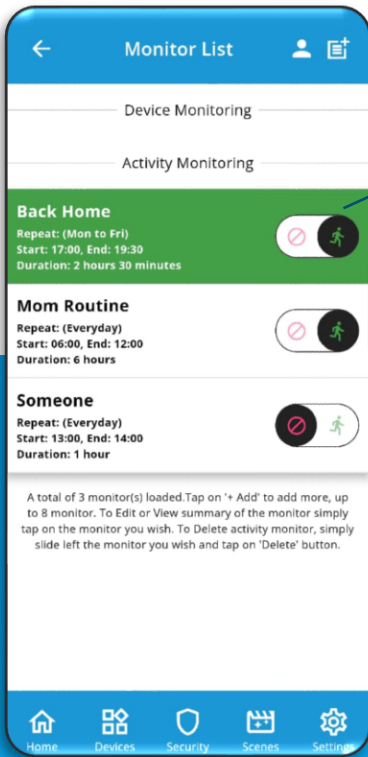 Monitor List
Device Monitoring
Activity Monitoring
Back Home
Repeat: (Mon to Fri)
Start: 17:00, End: 19:30
Duration: 2 hours 30 minutes
Mom Routine
Repeat: (Everyday)
Start: 06:00, End: 12:00
Duration: 6 hours
Someone
Repeat: (Everyday)
Start: 13:00, End: 14:00
Duration: 1 hour
A total of 3 monitor(s) loaded.Tap on '+ Add' to add more, up
to 8 monitor. To Edit or View summary of the monitor simply
tap on the monitor you wish. To Delete activity monitor, simply
slide left the monitor you wish and tap on 'Delete' button.
Home Devices Security Scenes Settings